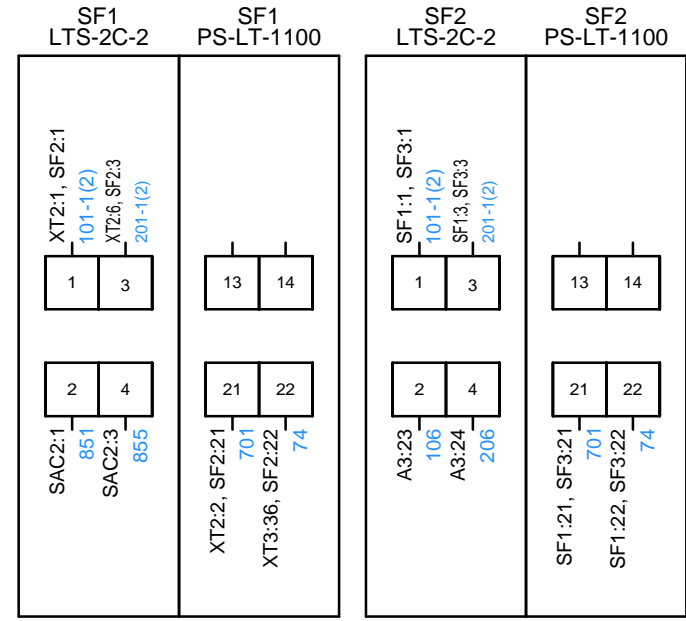 SF1
LTS-2C-2
SF1
PS-LT-1100
SF2
LTS-2C-2
SF2
PS-LT-1100
XT2:1, SF2:1
101-1(2)
XT2:6, SF2:3
201-1(2)
SF1:1, SF3:1
101-1(2)
SF1:3, SF3:3
201-1(2)
1
3
13
14
1
3
13
14
2
4
21
22
2
4
21
22
SAC2:1
851
SAC2:3
855
XT2:2, SF2:21
701
XT3:36, SF2:22
74
A3:23
106
A3:24
206
SF1:21, SF3:21
701
SF1:22, SF3:22
74